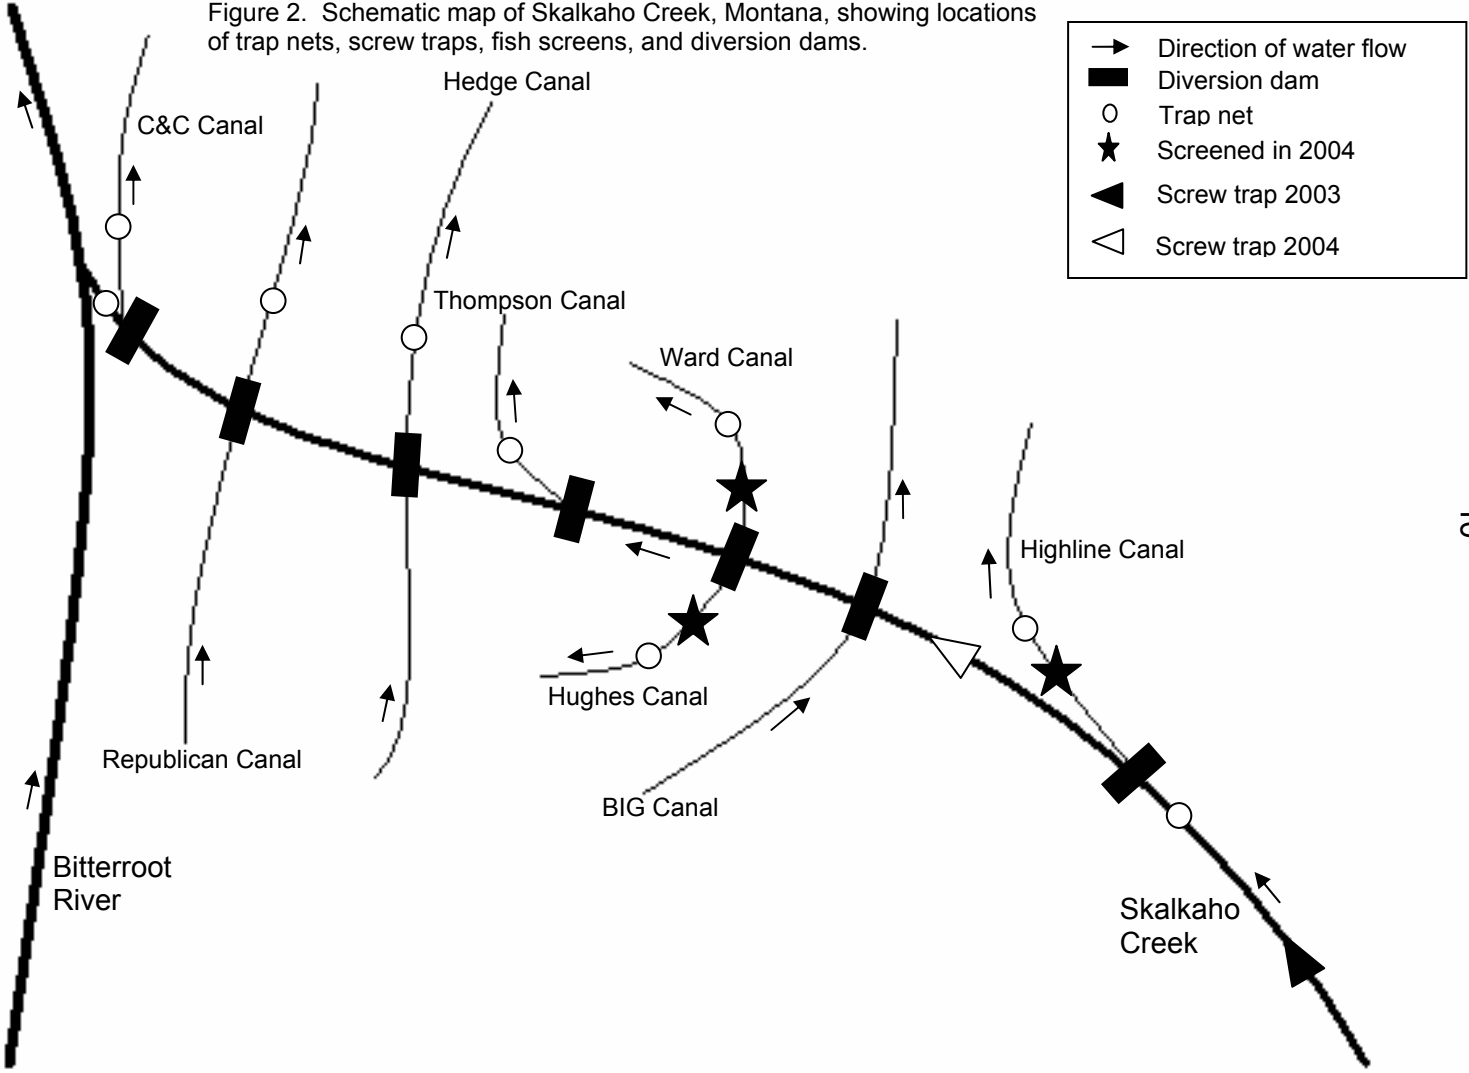 Figure 2. Schematic map of Skalkaho Creek, Montana, showing locations
of trap nets, screw traps, fish screens, and diversion dams.
Direction of water flow
Diversion dam
Trap net
Screened in 2004
Screw trap 2003
Screw trap 2004
Hedge Canal
C&C Canal
Thompson Canal
Ward Canal
Highline Canal
Hughes Canal
Republican Canal
BIG Canal
Bitterroot
River
Skalkaho
Creek